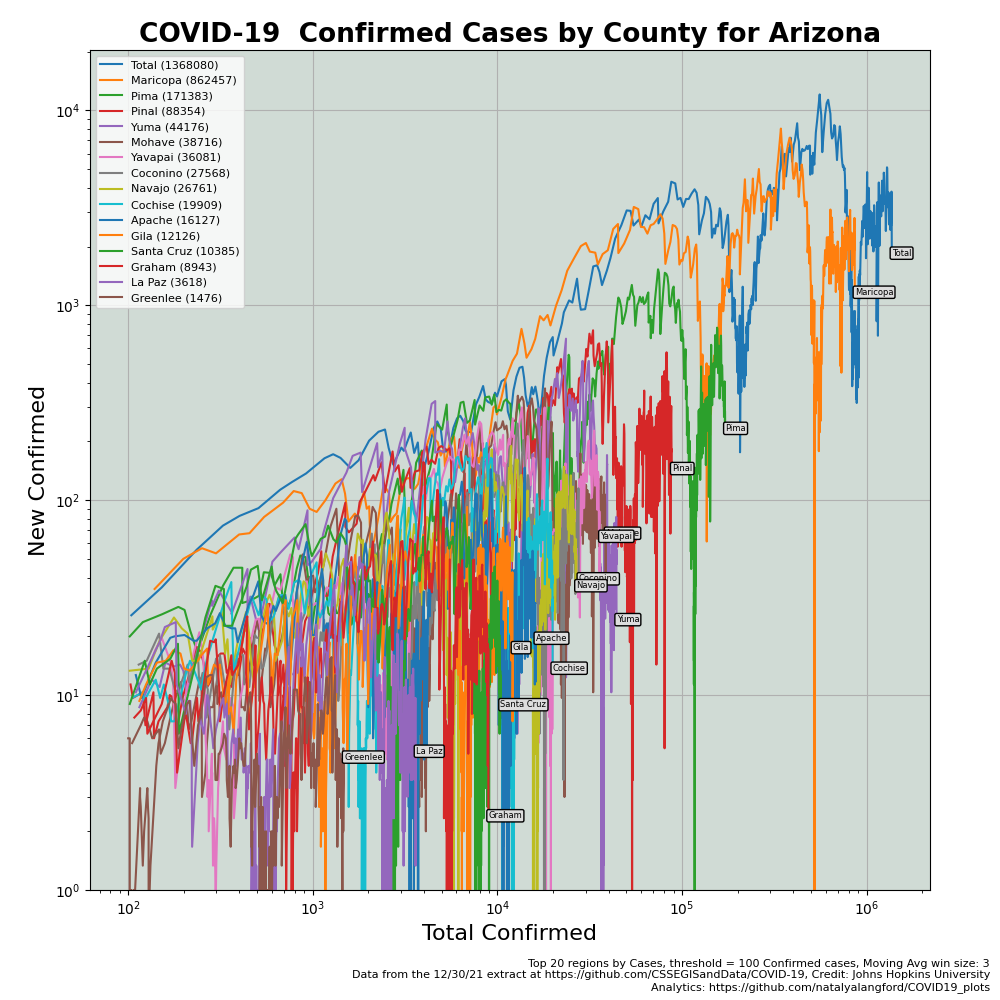 COVID-19  Confirmed Cases by County for Arizona
Total (1368080)
Maricopa (862457)
Pima (171383)
Pinal (88354)
Yuma (44176)
Mohave (38716)
Yavapai (36081)
Coconino (27568)
Navajo (26761)
Cochise (19909)
Apache (16127)
Gila (12126)
Santa Cruz (10385)
Graham (8943)
La Paz (3618)
Greenlee (1476)
New Confirmed
10⁴
10³
10²
10¹
10⁰
Total
Maricopa
Pima
Pinal
Yavapai
Coconino
Navajo
Yuma
Apache
Gila
Cochise
Santa Cruz
La Paz
Greenlee
Graham
10²
10³
10⁴
10⁵
10⁶
Total Confirmed
Top 20 regions by Cases, threshold = 100 Confirmed cases, Moving Avg win size: 3
Data from the 12/30/21 extract at https://github.com/CSSEGISandData/COVID-19, Credit: Johns Hopkins University
Analytics: https://github.com/natalyalangford/COVID19_plots